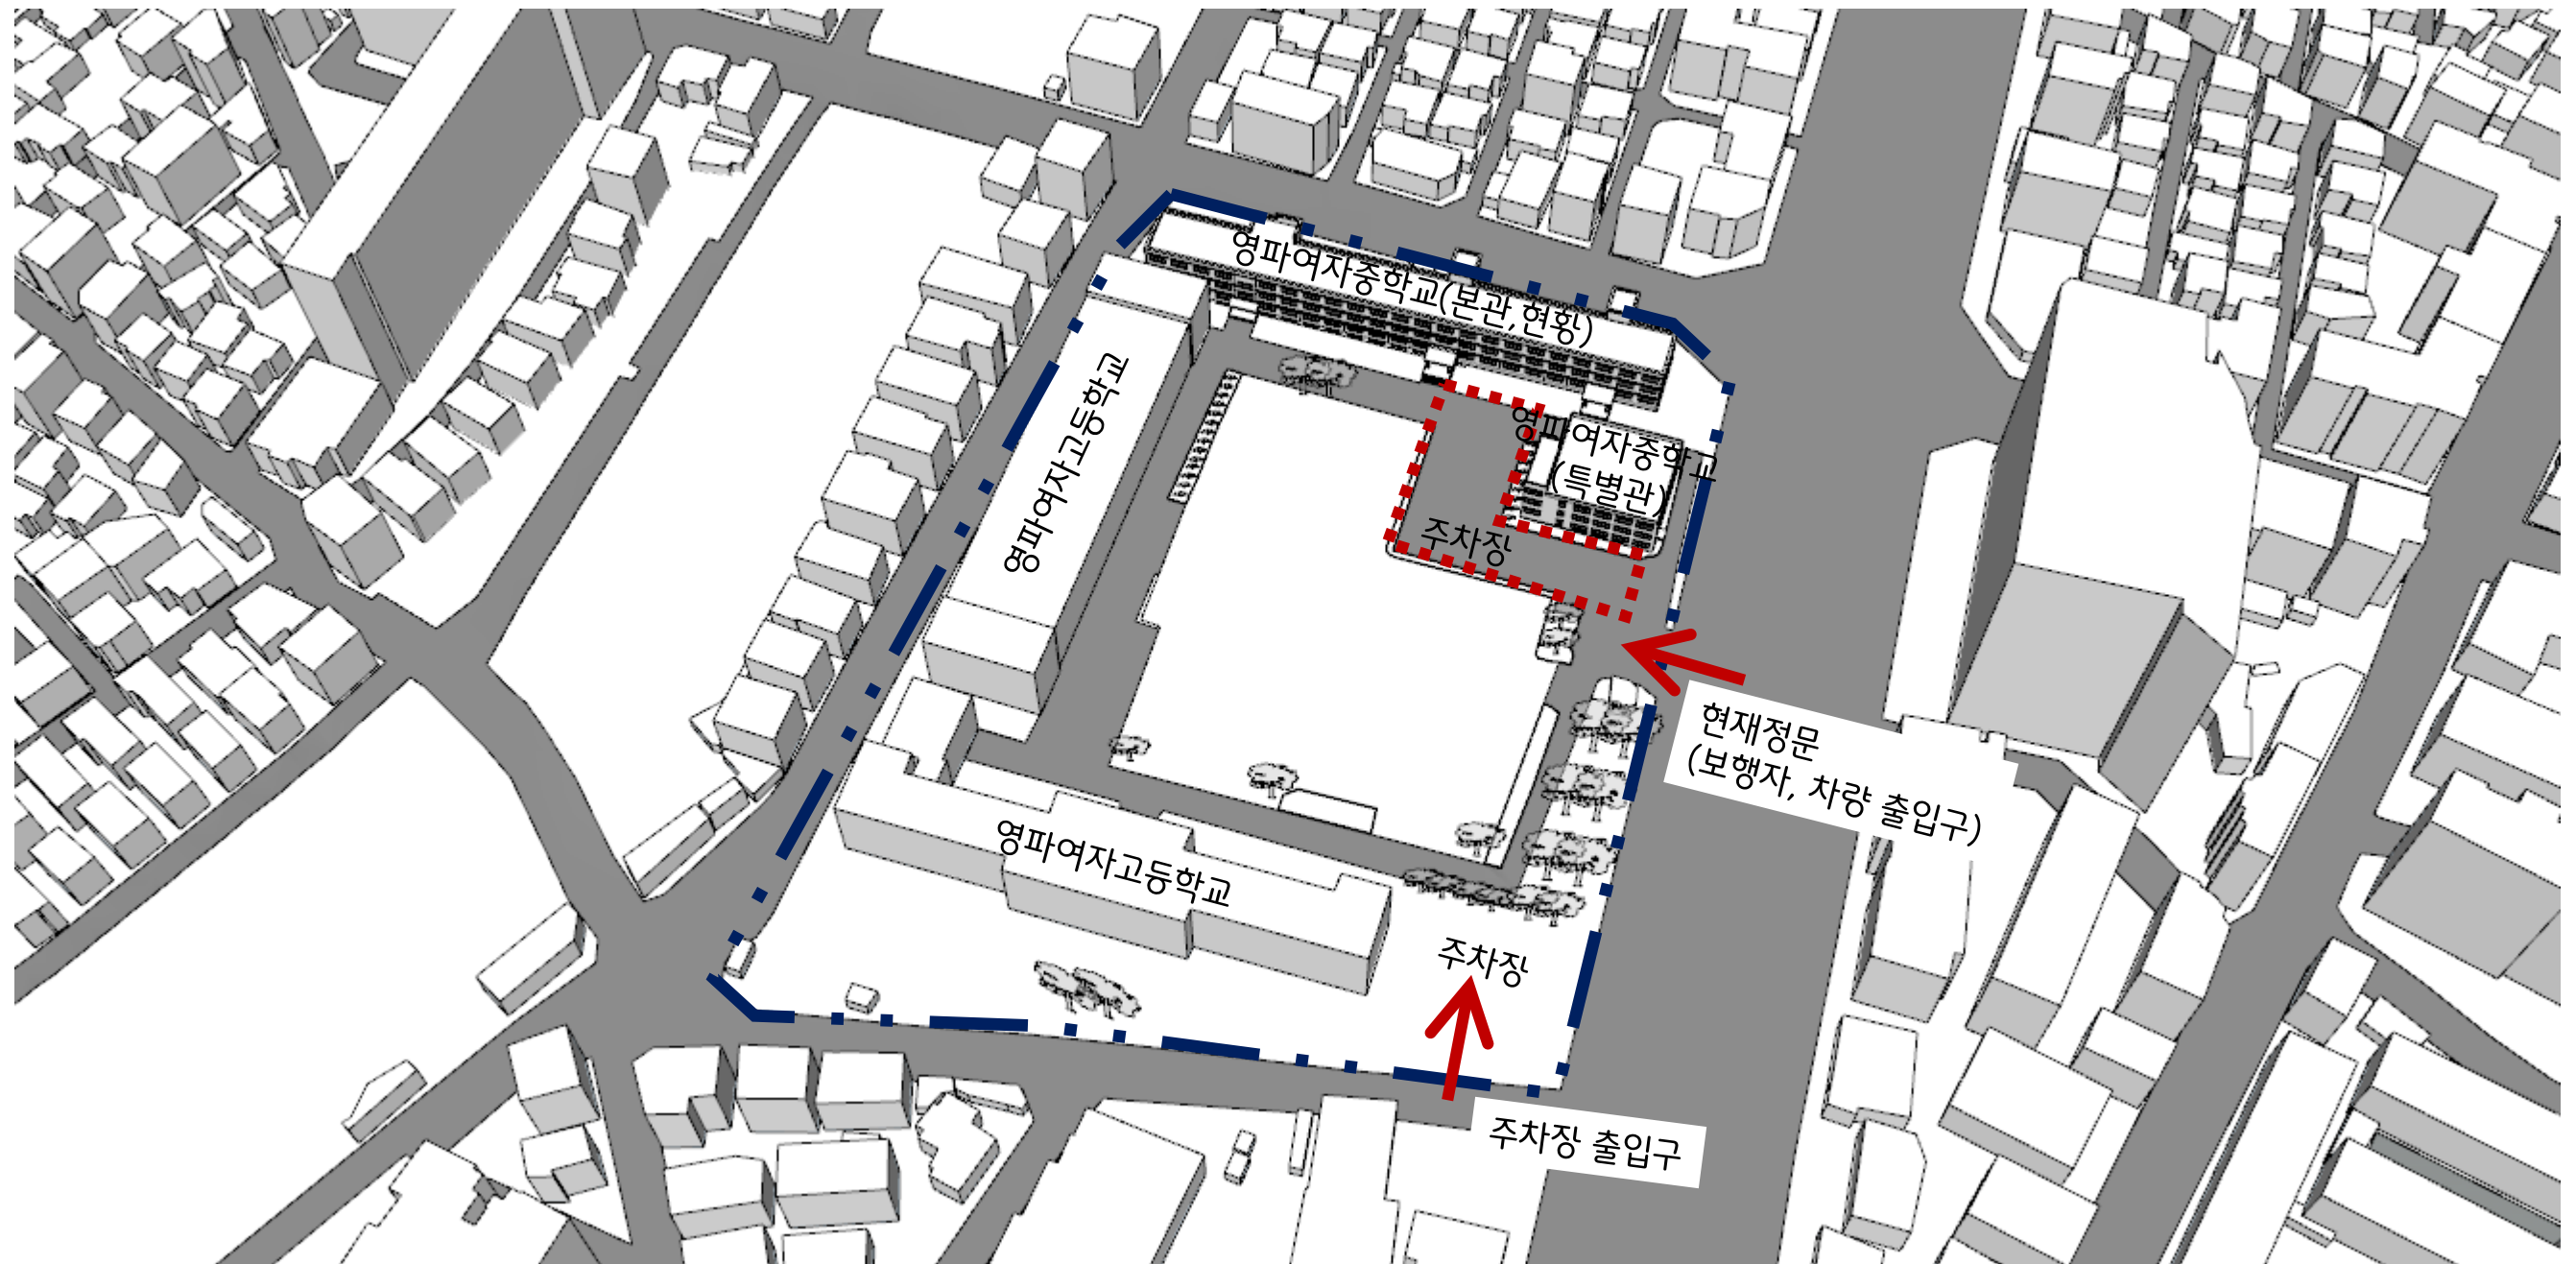 영파여자중학교(본관,현황)
영파여자고등학교
영파여자중학교
(특별관)
주차장
현재정문
(보행자, 차량 출입구)
영파여자고등학교
주차장
주차장 출입구